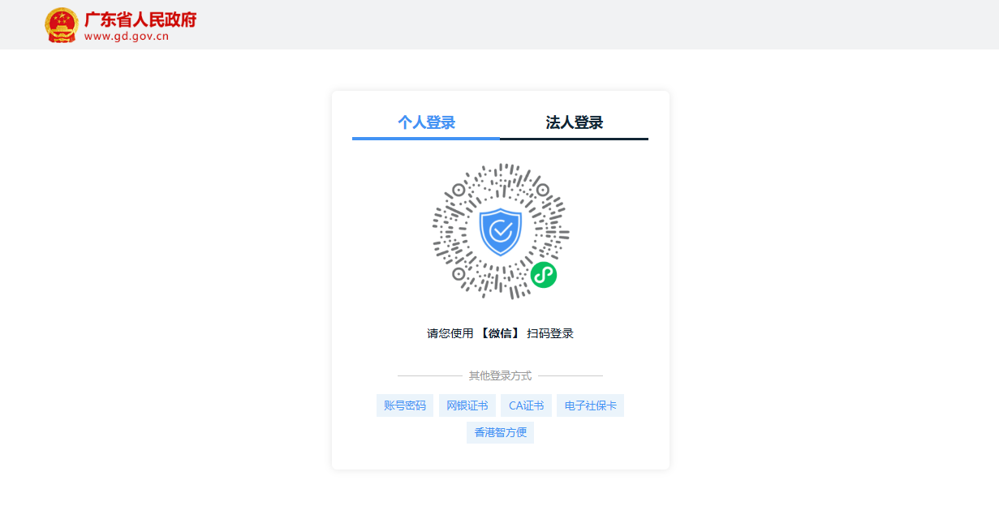 广东省人民政府
www.gd.gov.cn
个人登录 法人登录
请您使用 【微信】 扫码登录
其他登录方式
账号密码 网银证书 CA证书 电子社保卡
香港智方便